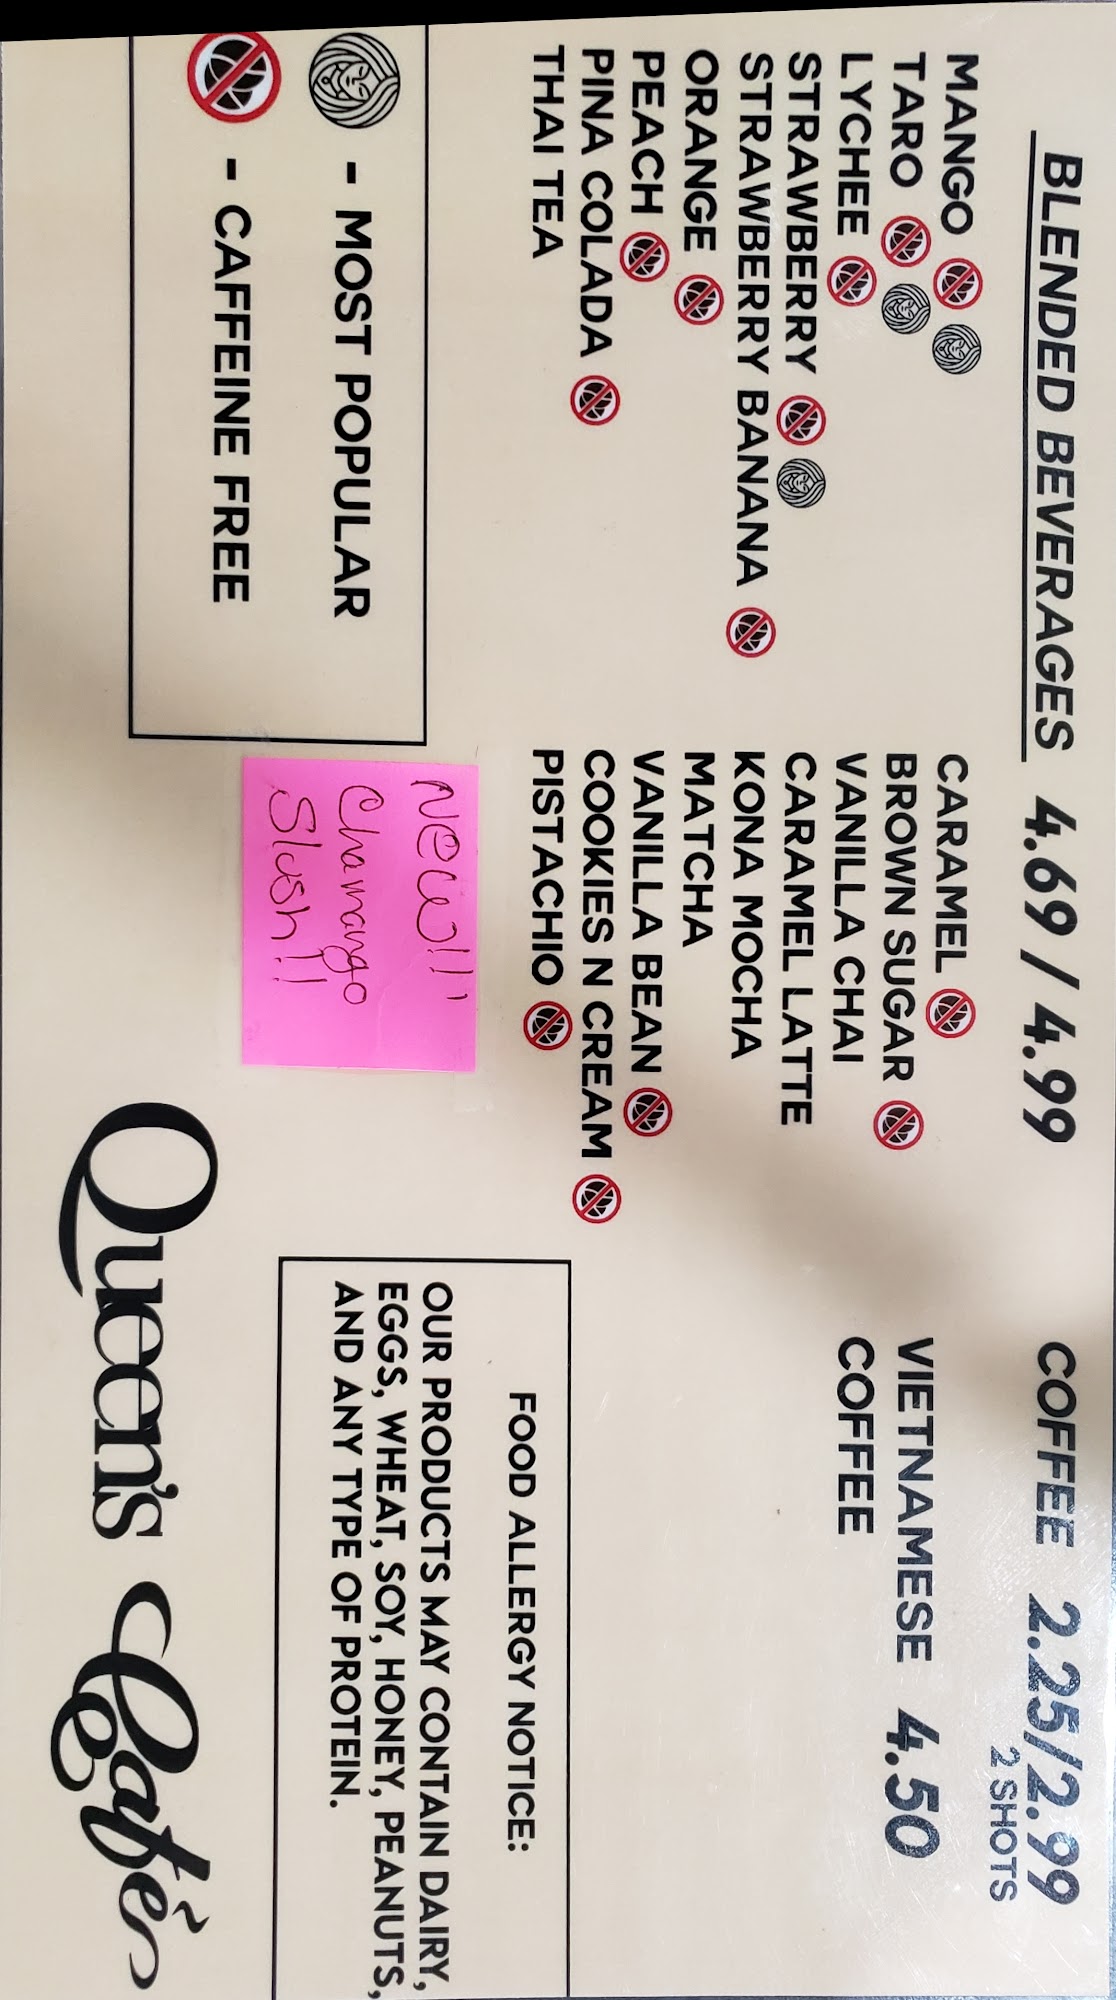 BLENDED BEVERAGES 4.69 / 4.99
MANGO
TARO
LYCHEE
STRAWBERRY
STRAWBERRY BANANA
ORANGE
PEACH
PINA COLADA
THAI TEA
CARAMEL
BROWN SUGAR
VANILLA CHAI
CARAMEL LATTE
KONA MOCHA
MATCHA
VANILLA BEAN
COOKIES N CREAM
PISTACHIO
COFFEE 2.25/2.99
2 SHOTS
VIETNAMESE 4.50
COFFEE
- MOST POPULAR
- CAFFEINE FREE
New!!
Chamango
Slush!!
FOOD ALLERGY NOTICE:
OUR PRODUCTS MAY CONTAIN DAIRY,
EGGS, WHEAT, SOY, HONEY, PEANUTS,
AND ANY TYPE OF PROTEIN.
Queen's Cafe